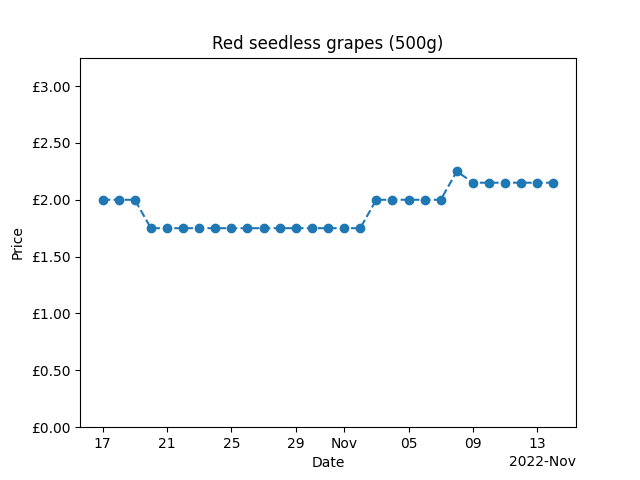 Red seedless grapes (500g)
£3.00
£2.50
£2.00
£1.50
£1.00
£0.50
£0.00
Price
17 21 25 29 Nov 05 09 13
Date
2022-Nov